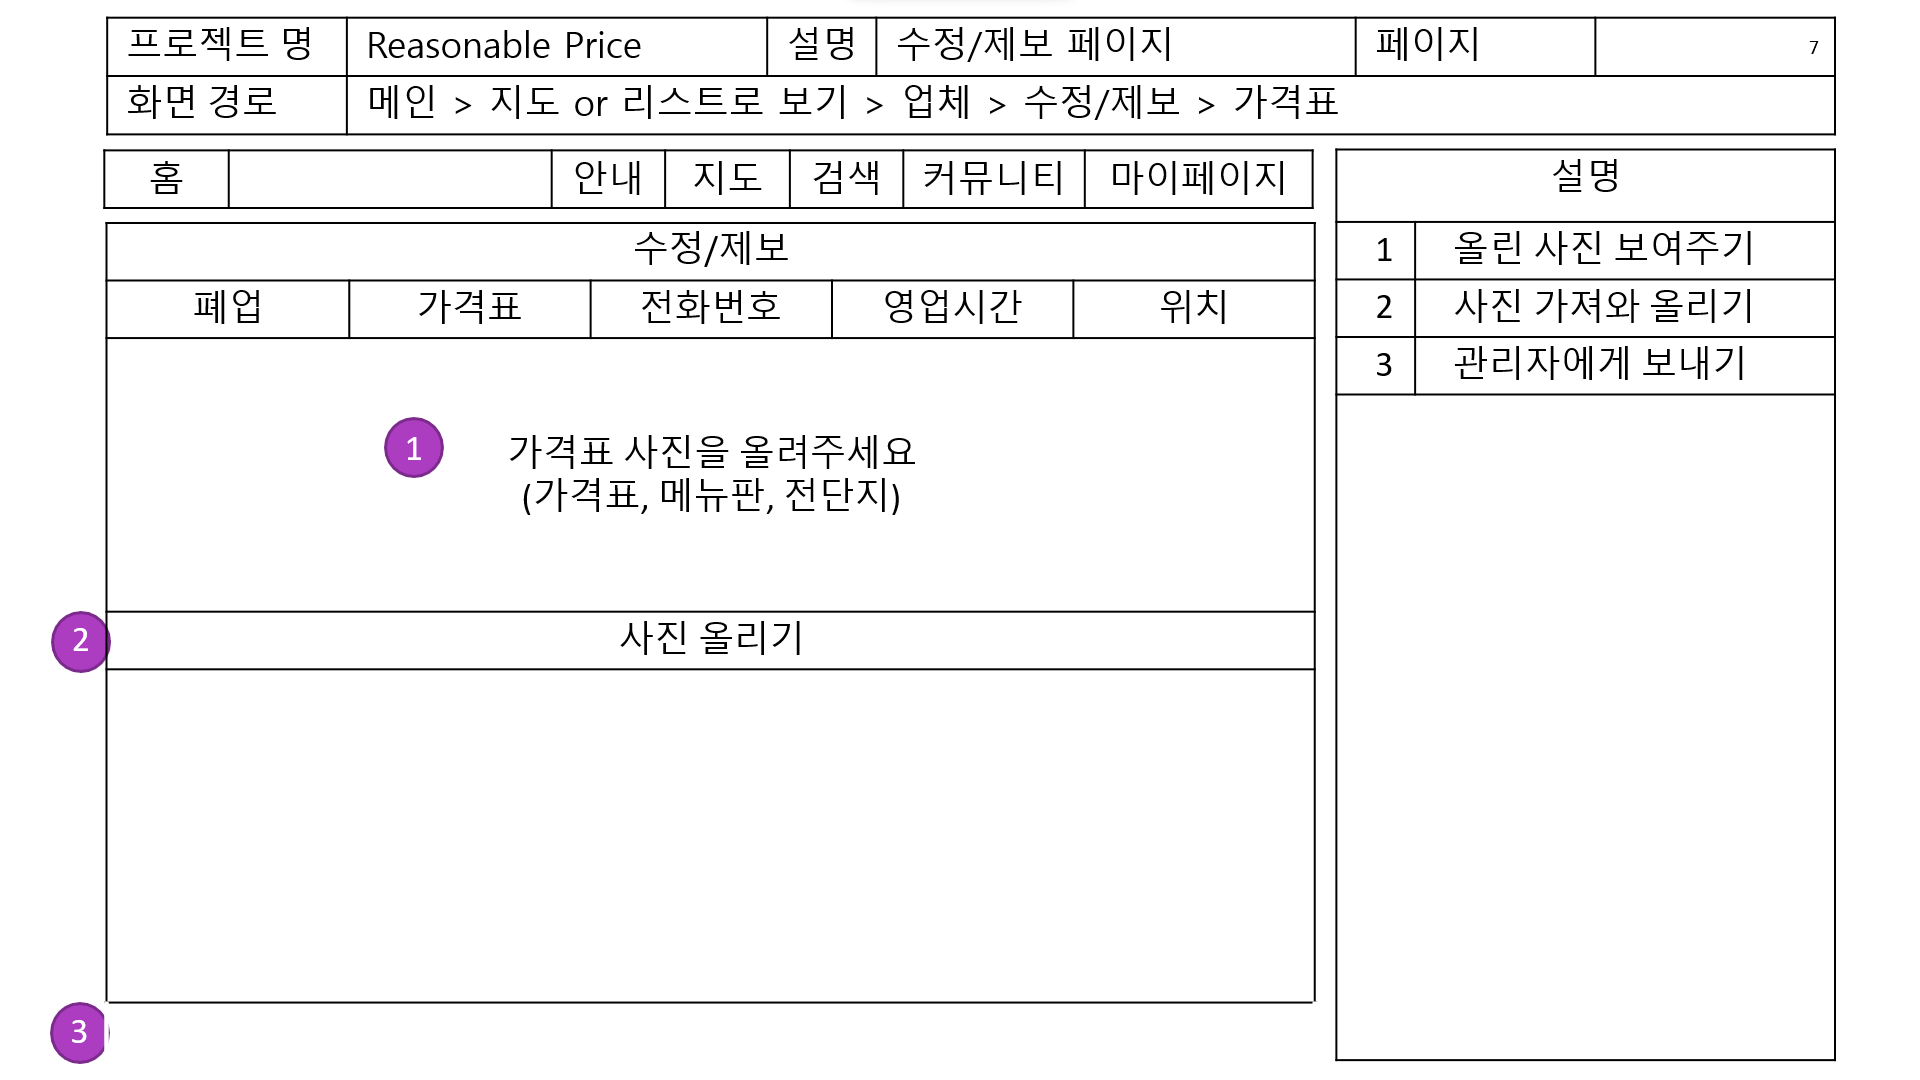 프로젝트 명 Reasonable Price 설명 수정/제보 페이지 페이지 7
화면 경로 메인 > 지도 or 리스트로 보기 > 업체 > 수정/제보 > 가격표
홈 안내 지도 검색 커뮤니티 마이페이지
수정/제보
폐업 가격표 전화번호 영업시간 위치
1 가격표 사진을 올려주세요
(가격표, 메뉴판, 전단지)
2 사진 올리기
3
설명
1 올린 사진 보여주기
2 사진 가져와 올리기
3 관리자에게 보내기